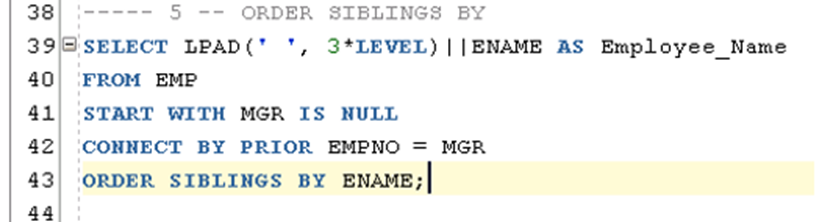 38 ----- 5 -- ORDER SIBLINGS BY
39 SELECT LPAD(' ', 3*LEVEL)||ENAME AS Employee_Name
40 FROM EMP
41 START WITH MGR IS NULL
42 CONNECT BY PRIOR EMPNO = MGR
43 ORDER SIBLINGS BY ENAME;
44